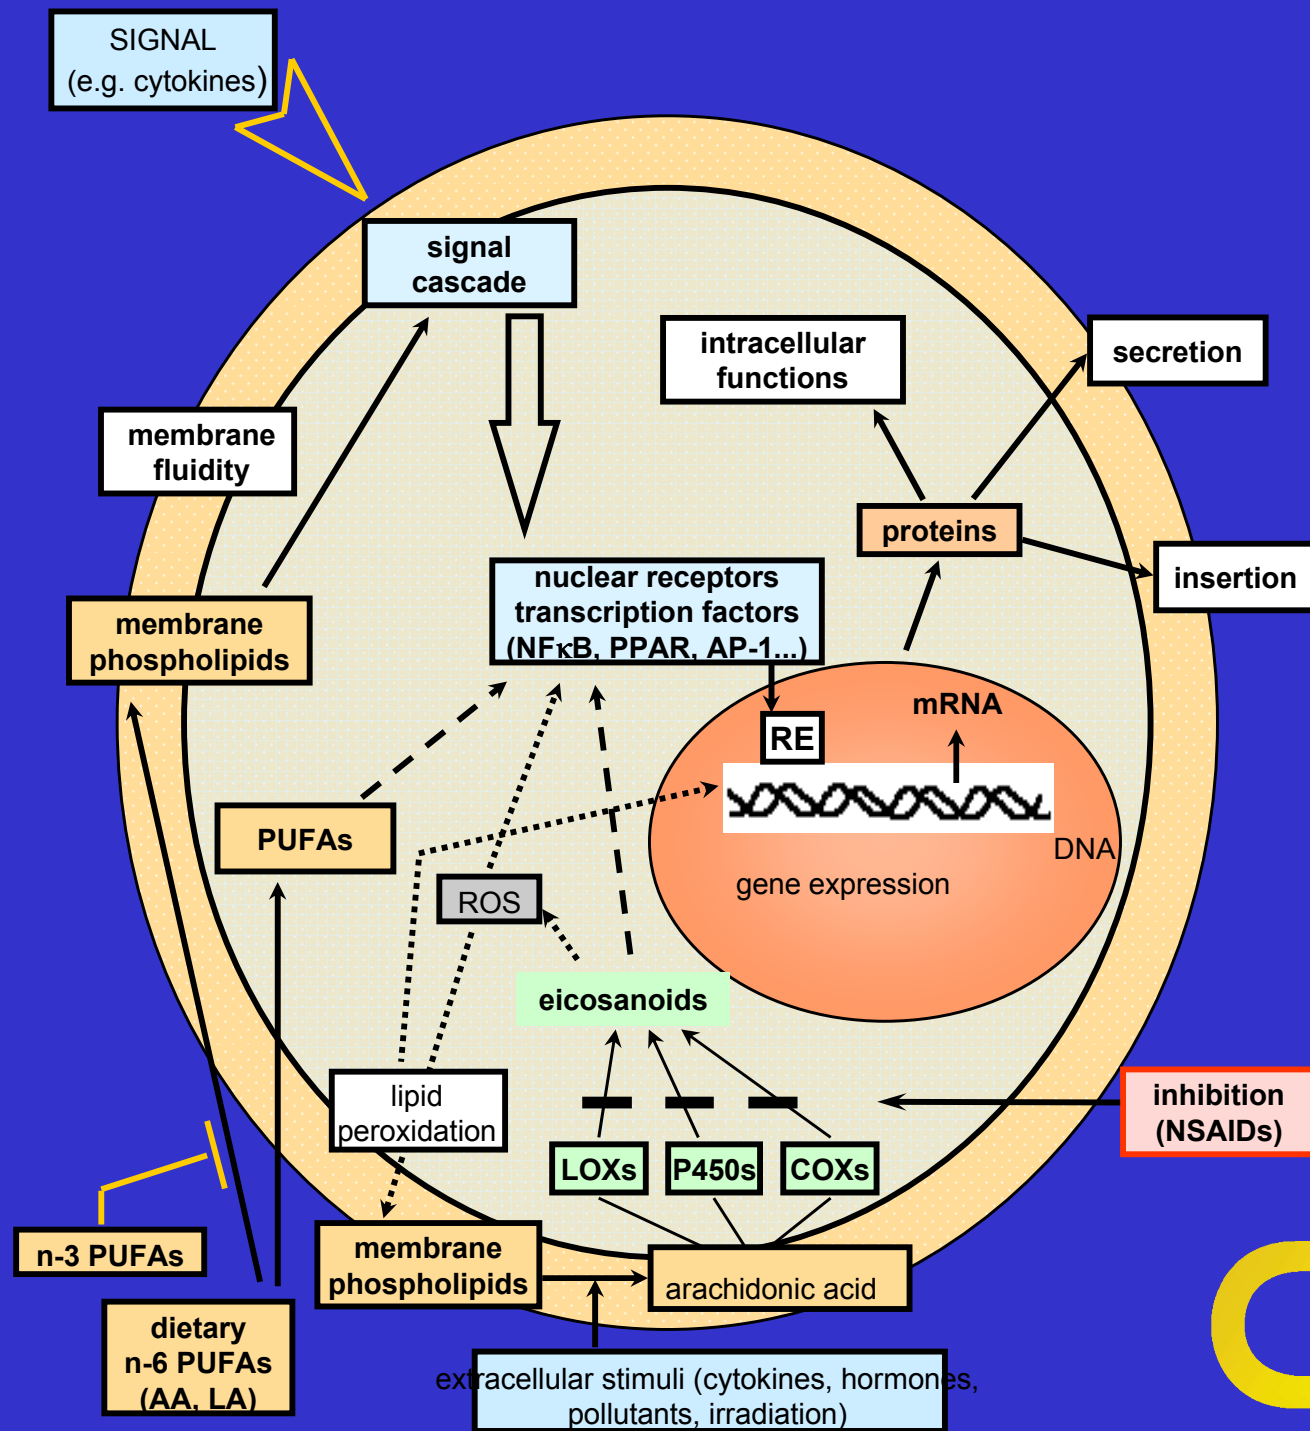 SIGNAL
(e.g. cytokines)
signal
cascade
intracellular
functions
secretion
membrane
fluidity
proteins
insertion
nuclear receptors
transcription factors
(NFκB, PPAR, AP-1...)
membrane
phospholipids
mRNA
RE
PUFAs
DNA
gene expression
ROS
eicosanoids
lipid
peroxidation
inhibition
(NSAIDs)
LOXs
P450s
COXs
n-3 PUFAs
membrane
phospholipids
arachidonic acid
dietary
n-6 PUFAs
(AA, LA)
extracellular stimuli (cytokines, hormones,
pollutants, irradiation)